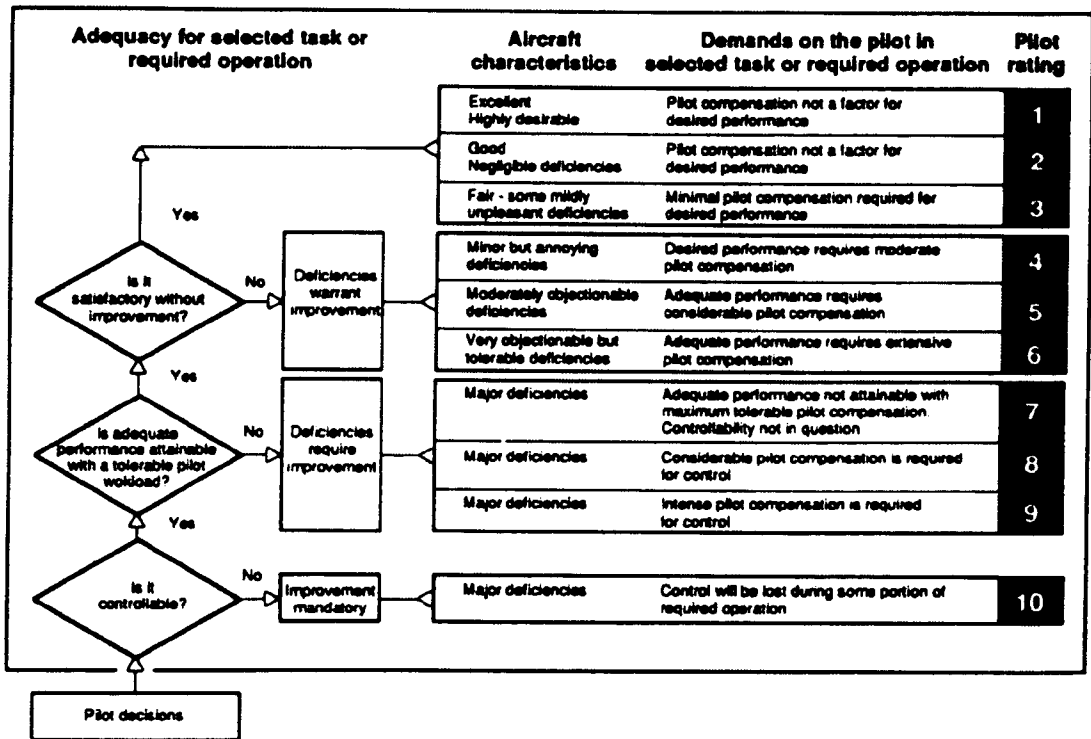 Adequacy for selected task or
required operation
Aircraft
characteristics
Demands on the pilot in
selected task or required operation
Pilot
rating
Excellent
Highly desirable
Pilot compensation not a factor for
desired performance
1
Good
Negligible deficiencies
Pilot compensation not a factor for
desired performance
2
Fair - some mildly
unpleasant deficiencies
Minimal pilot compensation required for
desired performance
3
Yes
Is it
satisfactory without
improvement?
No
Deficiencies
warrant
improvement
Minor but annoying
deficiencies
Desired performance requires moderate
pilot compensation
4
Moderately objectionable
deficiencies
Adequate performance requires
considerable pilot compensation
5
Very objectionable but
tolerable deficiencies
Adequate performance requires extensive
pilot compensation
6
Yes
Is adequate
performance attainable
with a tolerable pilot
wokload?
No
Deficiencies
require
improvement
Major deficiencies
Adequate performance not attainable with
maximum tolerable pilot compensation.
Controllability not in question
7
Major deficiencies
Considerable pilot compensation is required
for control
8
Major deficiencies
Intense pilot compensation is required
for control
9
Yes
Is it
controllable?
No
Improvement
mandatory
Major deficiencies
Control will be lost during some portion of
required operation
10
Pilot decisions